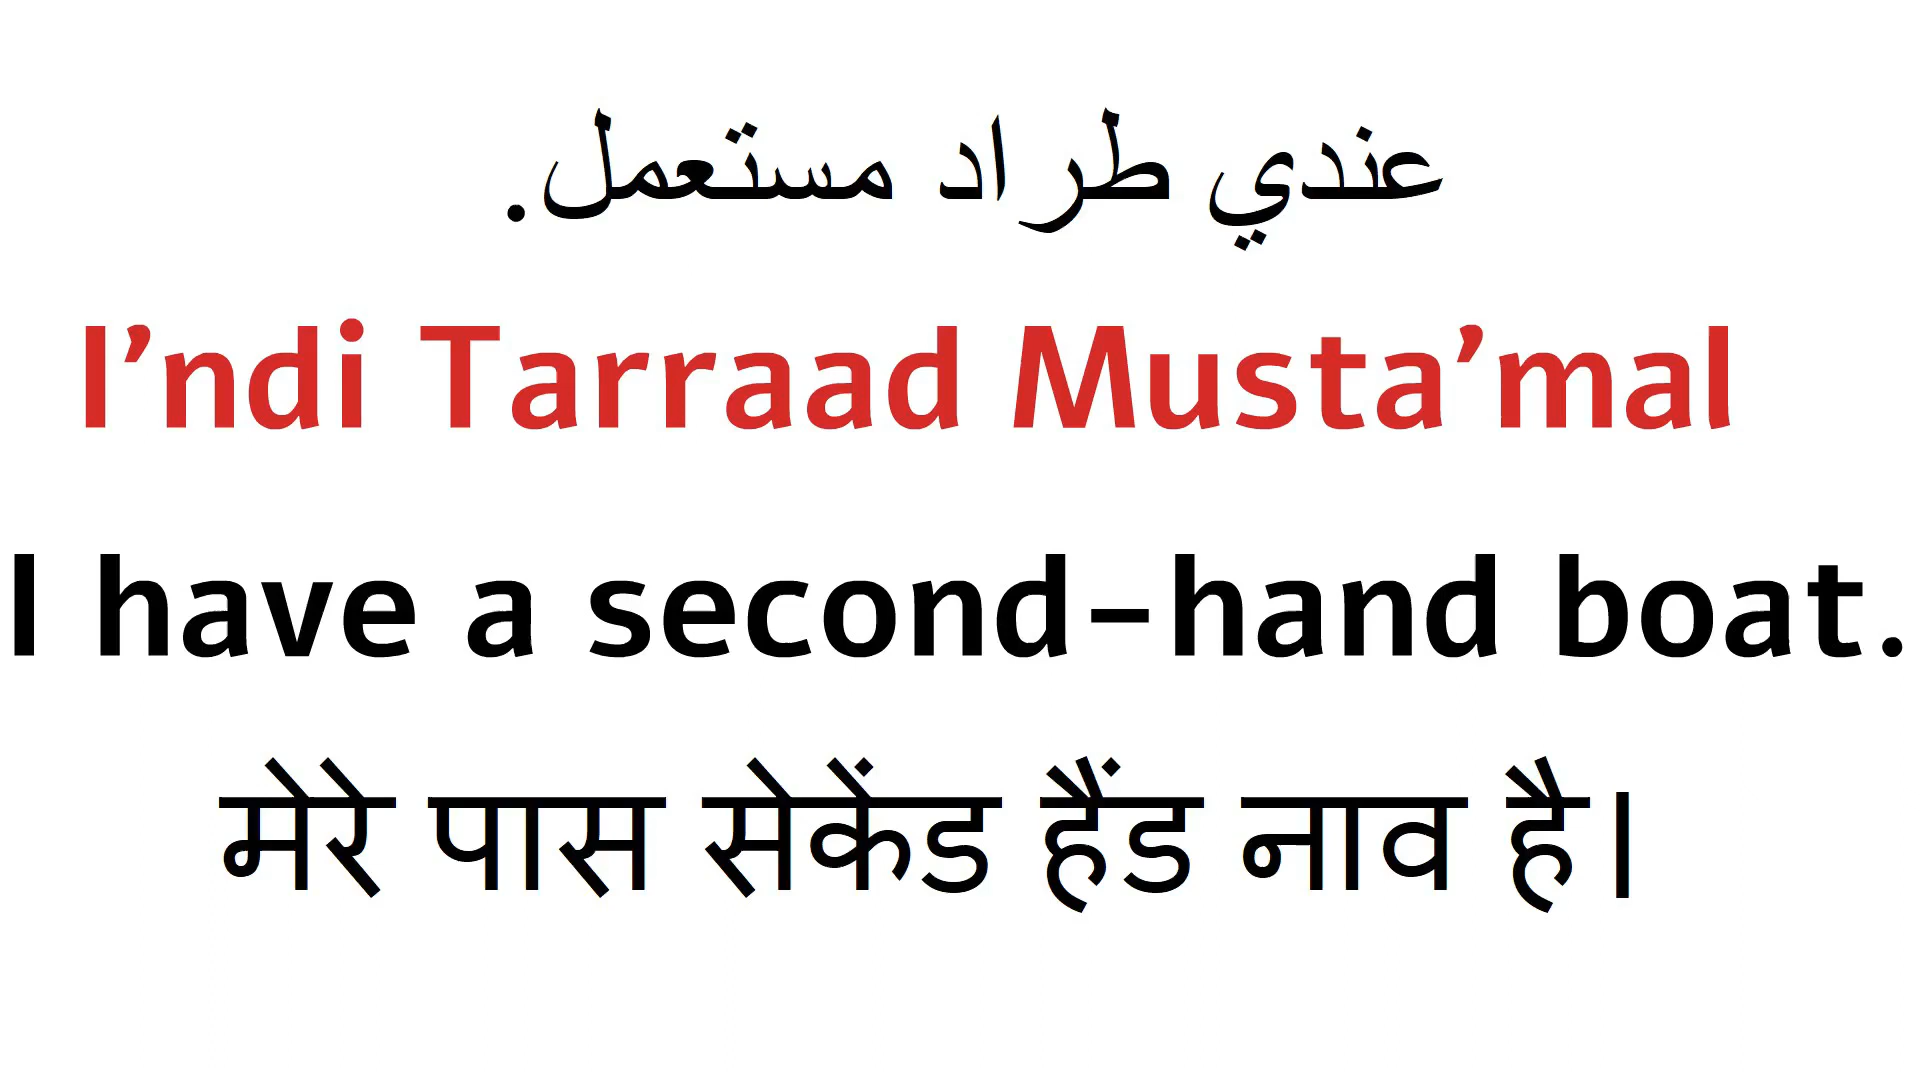 عندي طراد مستعمل.
I’ndi Tarraad Musta’mal
I have a second-hand boat.
मेरे पास सेकेंड हैंड नाव है।